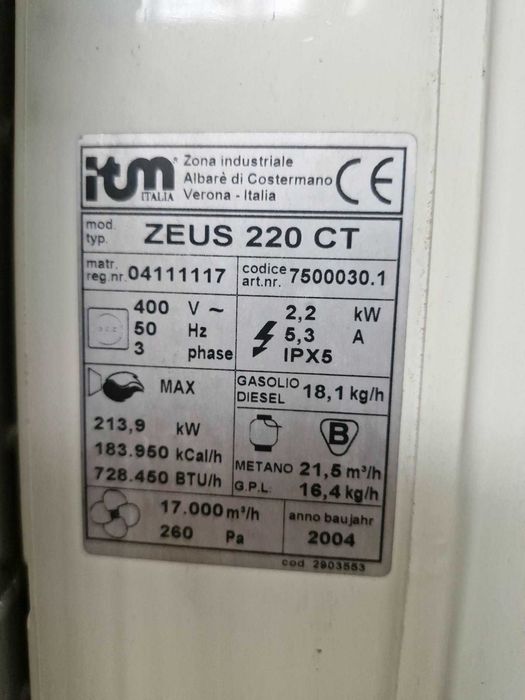 itm ITALIA
Zona industriale
Albarè di Costermano
Verona - Italia
CE
mod. typ. ZEUS 220 CT
matr. reg.nr. 04111117
codice art.nr. 7500030.1
400 V ~
50 Hz
3 phase
2,2 kW
5,3 A
IPX5
MAX
213,9 kW
183.950 kCal/h
728.450 BTU/h
GASOLIO DIESEL 18,1 kg/h
B
METANO 21,5 m³/h
G.P.L. 16,4 kg/h
17.000 m³/h
260 Pa
anno baujahr
2004
cod 2903553